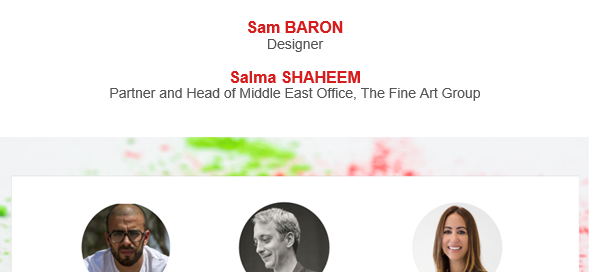 Sam BARON
Designer
Salma SHAHEEM
Partner and Head of Middle East Office, The Fine Art Group